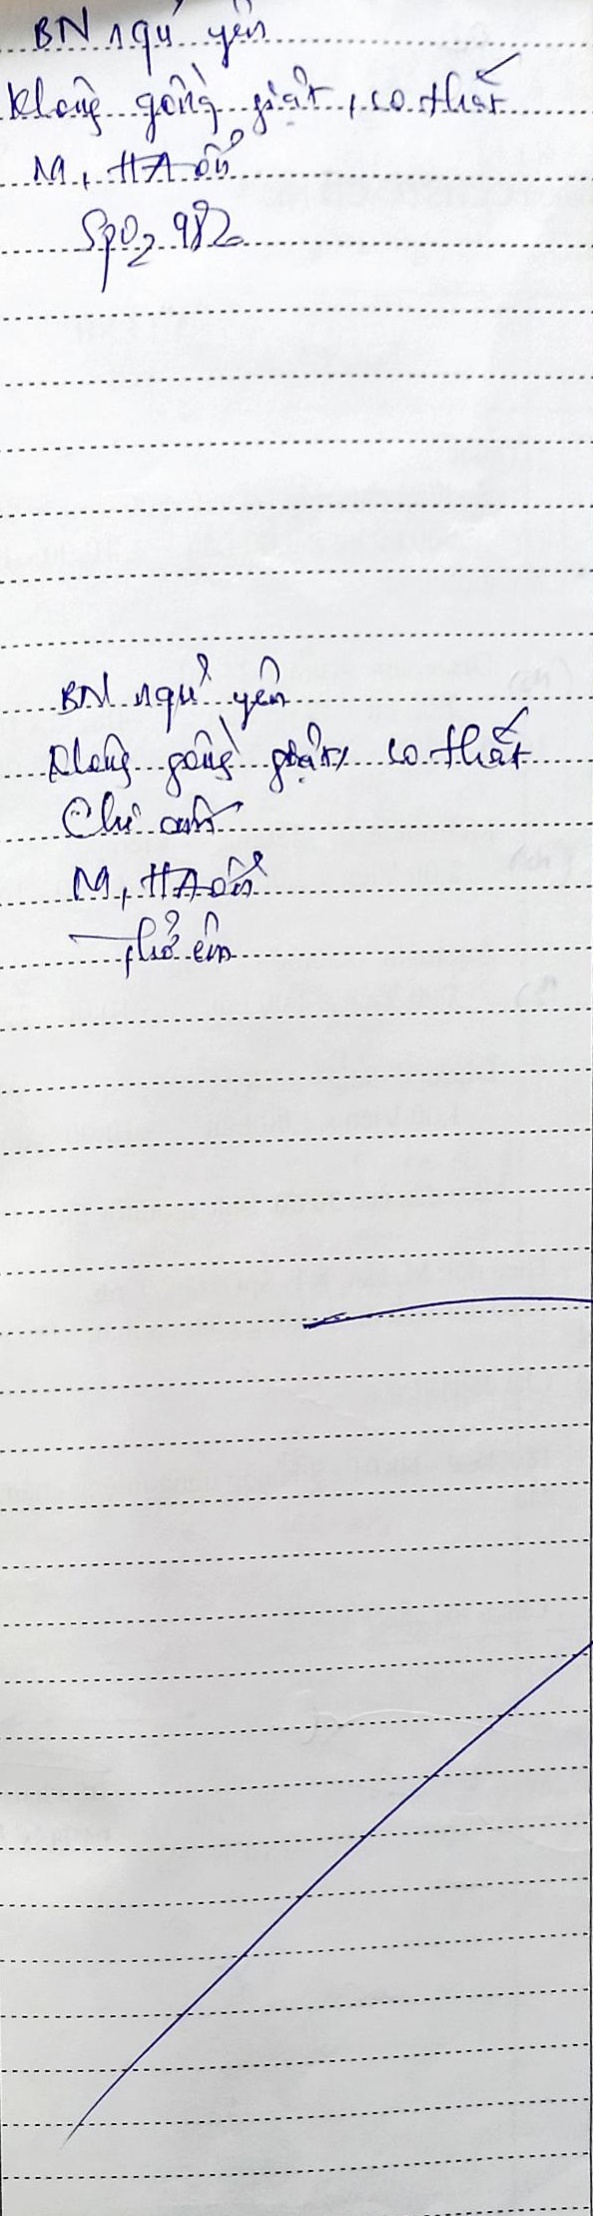 BN ngủ yên
Không gồng giật, co thắt
M, HA ổn
SpO2 98%
BN ngủ yên
Không gồng giật, co thắt
Chi ấm
M, HA ổn
Thở êm